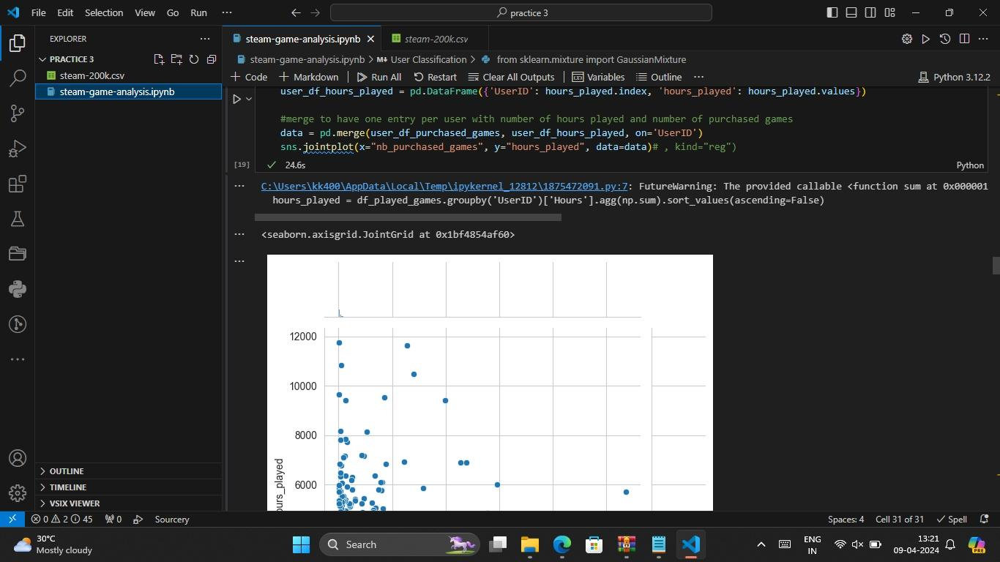 File Edit Selection View Go Run ···
practice 3
EXPLORER
PRACTICE 3
steam-200k.csv
steam-game-analysis.ipynb
OUTLINE
TIMELINE
VSIX VIEWER
steam-game-analysis.ipynb
steam-200k.csv
steam-game-analysis.ipynb > M↓ User Classification > from sklearn.mixture import GaussianMixture
+ Code + Markdown Run All Restart Clear All Outputs Variables Outline ··· Python 3.12.2
user_df_hours_played = pd.DataFrame({'UserID': hours_played.index, 'hours_played': hours_played.values})
#merge to have one entry per user with number of hours played and number of purchased games
data = pd.merge(user_df_purchased_games, user_df_hours_played, on='UserID')
sns.jointplot(x="nb_purchased_games", y="hours_played", data=data)# , kind="reg")
[19] ✓ 24.6s Python
C:\Users\kk400\AppData\Local\Temp\ipykernel_12812\1875472091.py:7: FutureWarning: The provided callable <function sum at 0x000001
hours_played = df_played_games.groupby('UserID')['Hours'].agg(np.sum).sort_values(ascending=False)
<seaborn.axisgrid.JointGrid at 0x1bf4854af60>
12000
10000
8000
6000
ours_played
0 2 45 0 Sourcery Spaces: 4 Cell 31 of 31 Spell
30°C
Mostly cloudy
Search
PRE
ENG
IN
13:21
09-04-2024